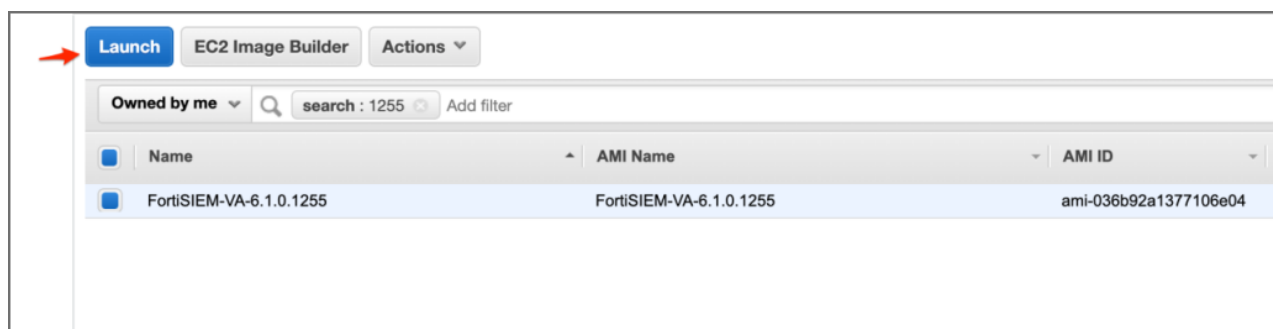 Launch EC2 Image Builder Actions
Owned by me search : 1255 Add filter
Name AMI Name AMI ID
FortiSIEM-VA-6.1.0.1255 FortiSIEM-VA-6.1.0.1255 ami-036b92a1377106e04